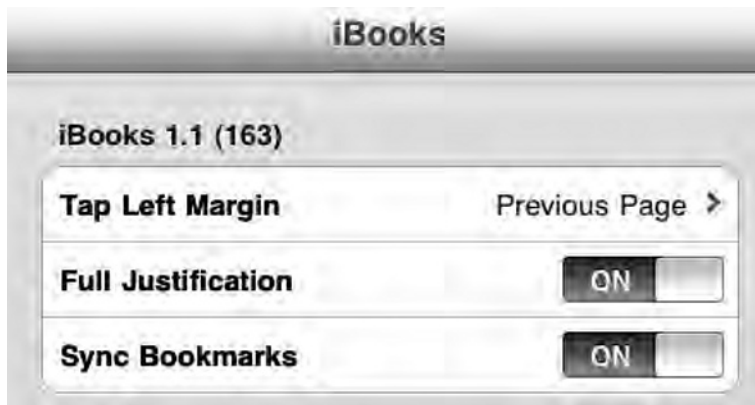 iBooks
iBooks 1.1 (163)
Tap Left Margin Previous Page >
Full Justification ON
Sync Bookmarks ON